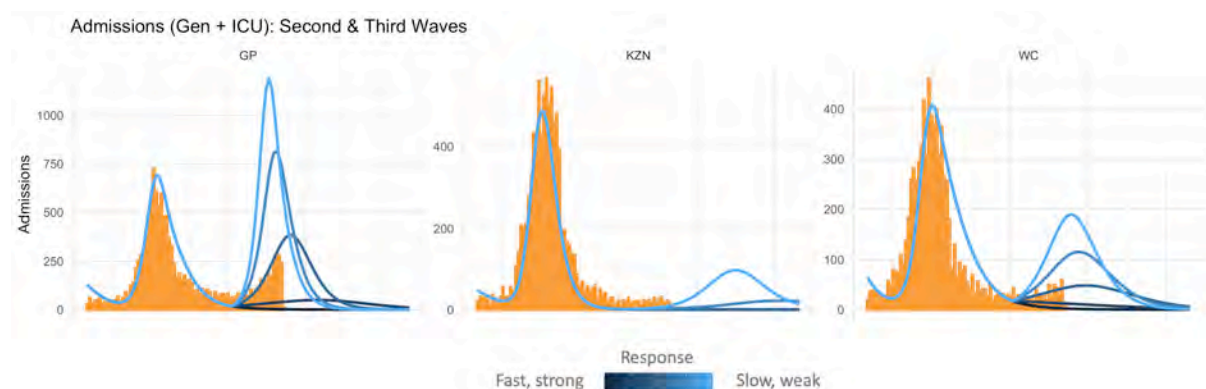 Admissions (Gen + ICU): Second & Third Waves
GP
KZN
WC
Admissions
1000
750
500
250
0
400
200
0
400
300
200
100
0
Response
Fast, strong
Slow, weak